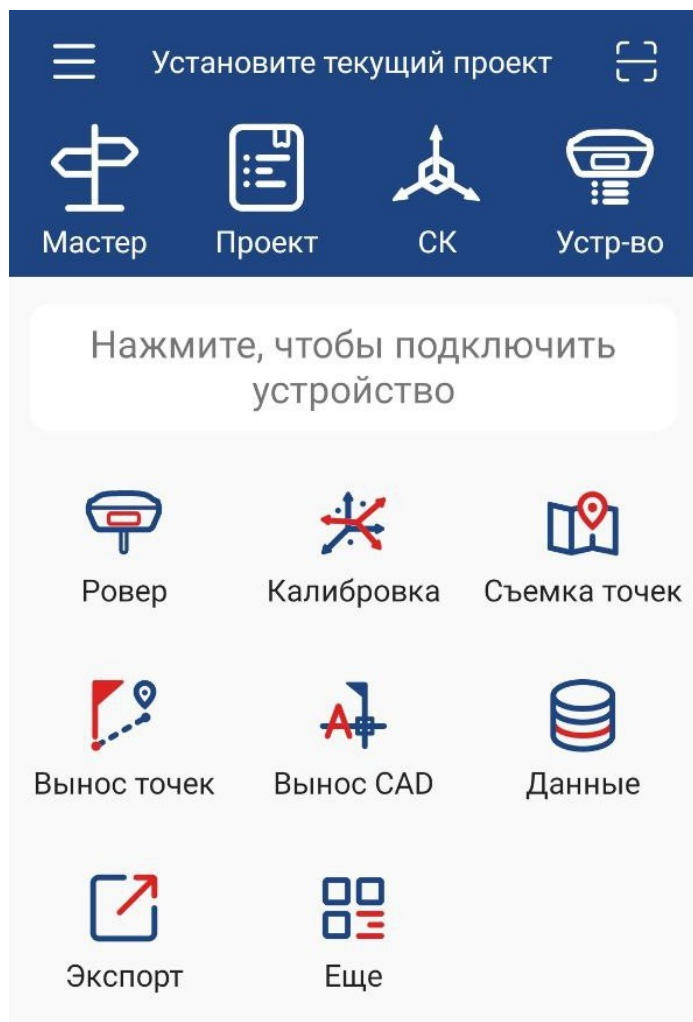 Установите текущий проект
Мастер Проект СК Устр-во
Нажмите, чтобы подключить
устройство
Ровер Калибровка Съемка точек
Вынос точек Вынос CAD Данные
Экспорт Еще